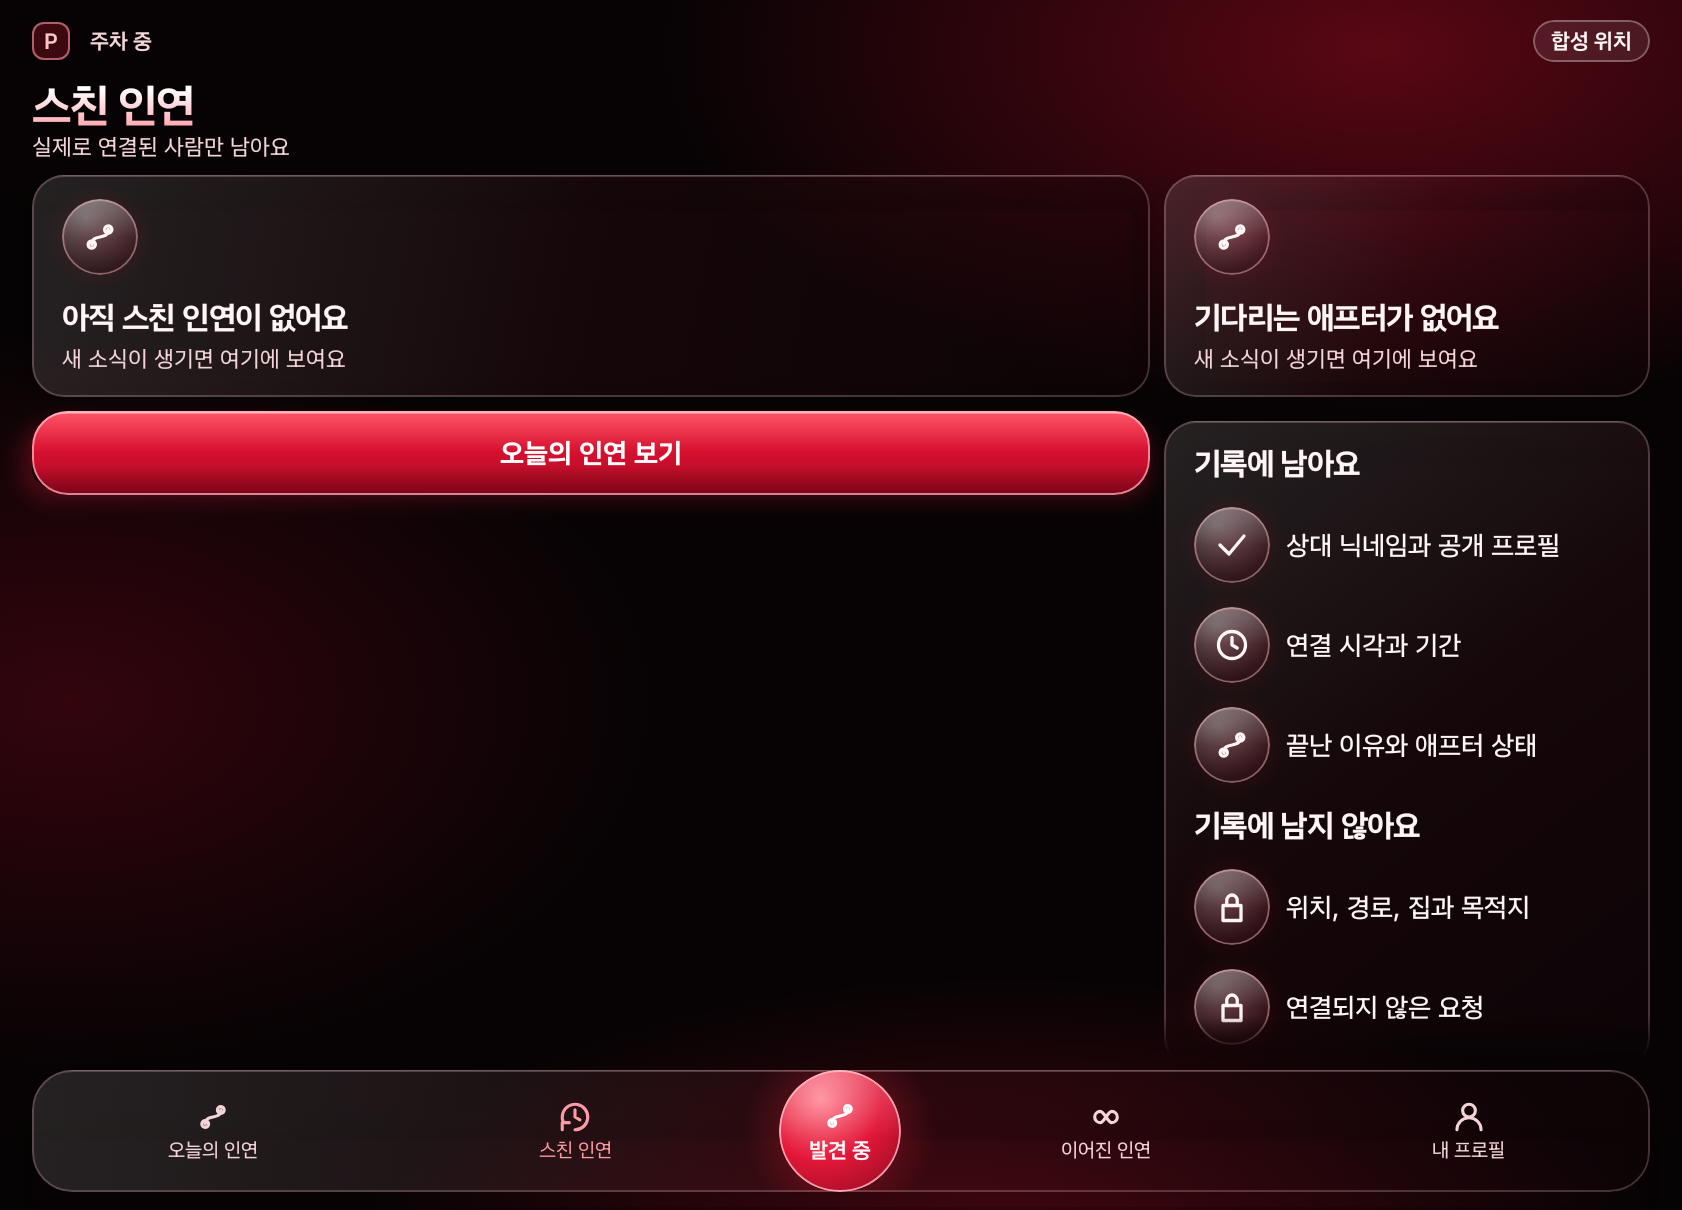 P 주차 중
합성 위치
스친 인연
실제로 연결된 사람만 남아요
아직 스친 인연이 없어요
새 소식이 생기면 여기에 보여요
오늘의 인연 보기
기다리는 애프터가 없어요
새 소식이 생기면 여기에 보여요
기록에 남아요
상대 닉네임과 공개 프로필
연결 시각과 기간
끝난 이유와 애프터 상태
기록에 남지 않아요
위치, 경로, 집과 목적지
연결되지 않은 요청
오늘의 인연
스친 인연
발견 중
이어진 인연
내 프로필